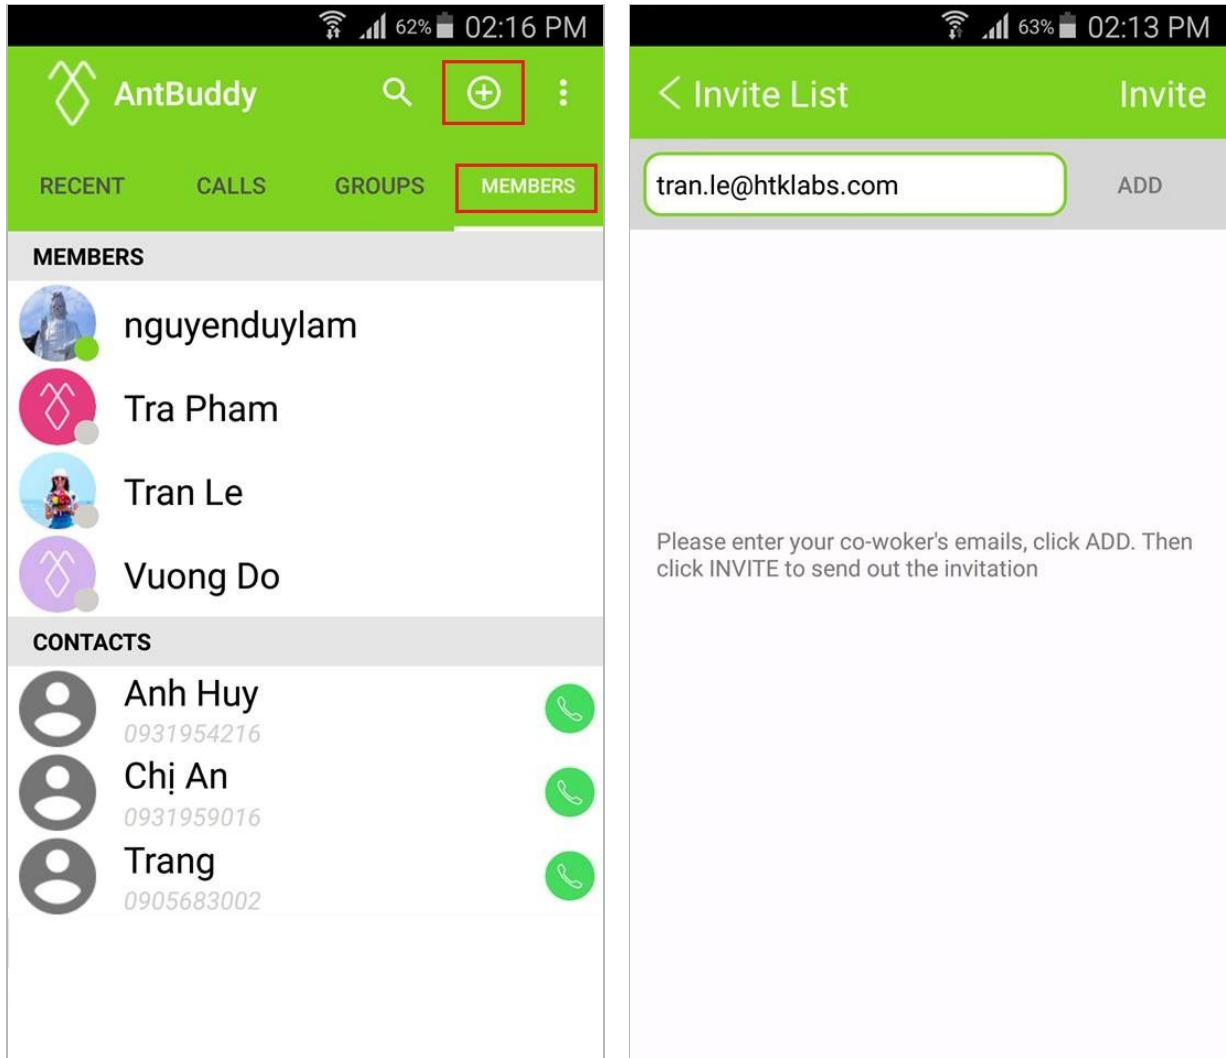 62% 02:16 PM
AntBuddy
RECENT CALLS GROUPS MEMBERS
MEMBERS
nguyenduylam
Tra Pham
Tran Le
Vuong Do
CONTACTS
Anh Huy
0931954216
Chị An
0931959016
Trang
0905683002
63% 02:13 PM
< Invite List Invite
tran.le@htklabs.com ADD
Please enter your co-woker's emails, click ADD. Then
click INVITE to send out the invitation